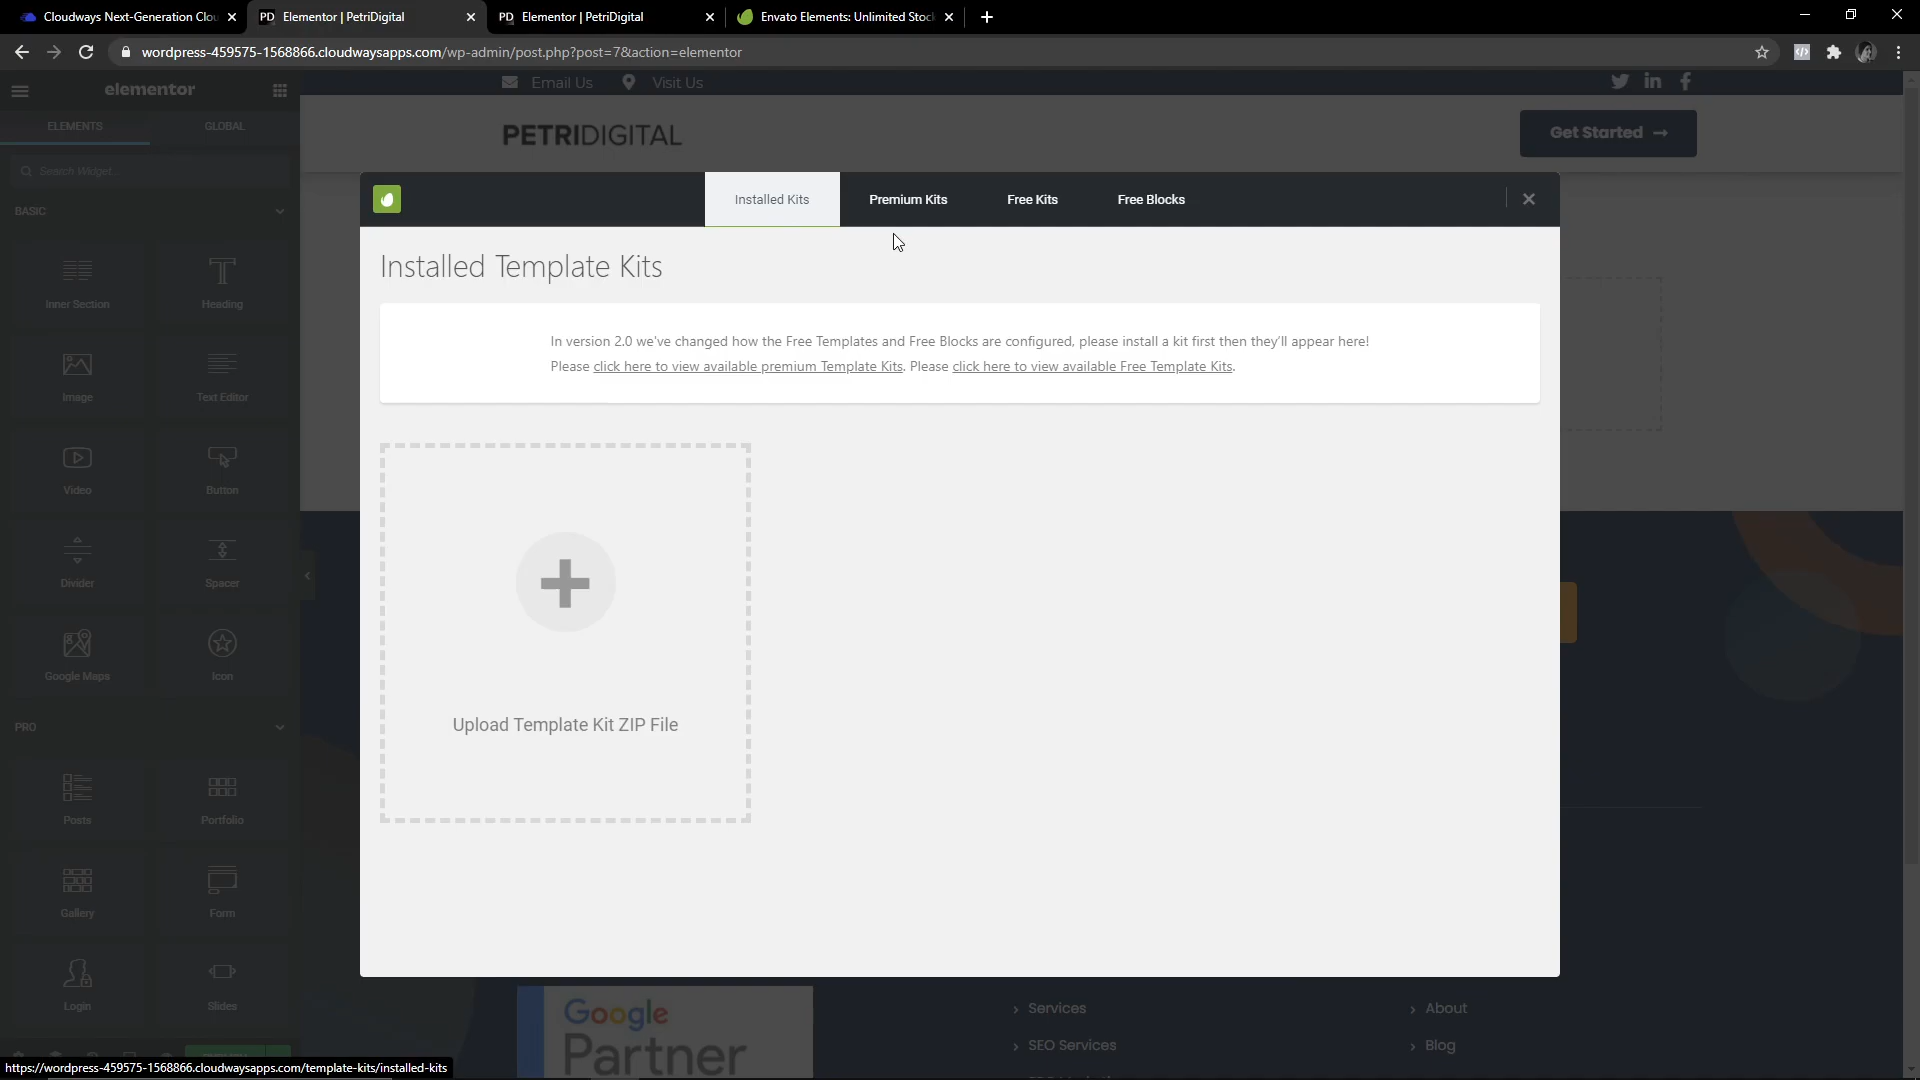 Cloudways Next-Generation Clou
Elementor | PetriDigital
Elementor | PetriDigital
Envato Elements: Unlimited Stoc
wordpress-459575-1568866.cloudwaysapps.com/wp-admin/post.php?post=7&action=elementor
elementor
Email Us
Visit Us
ELEMENTS
GLOBAL
PETRIDIGITAL
Get Started
Search Widget...
Installed Kits
Premium Kits
Free Kits
Free Blocks
BASIC
Installed Template Kits
Inner Section
Heading
In version 2.0 we've changed how the Free Templates and Free Blocks are configured, please install a kit first then they'll appear here!
Please click here to view available premium Template Kits. Please click here to view available Free Template Kits.
Image
Text Editor
Video
Button
Divider
Spacer
Google Maps
Icon
Upload Template Kit ZIP File
PRO
Posts
Portfolio
Gallery
Form
Login
Slides
Google
Partner
Services
About
SEO Services
Blog
https://wordpress-459575-1568866.cloudwaysapps.com/template-kits/installed-kits